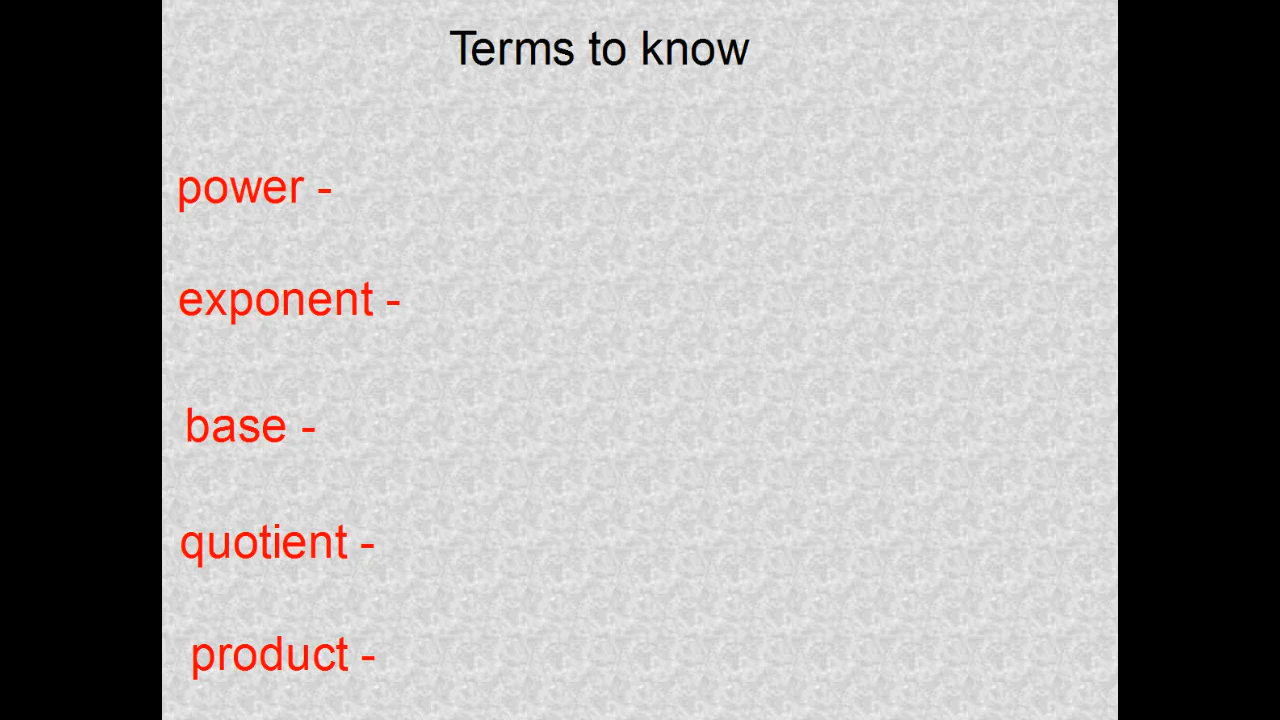 Terms to know
power -
exponent -
base -
quotient -
product -